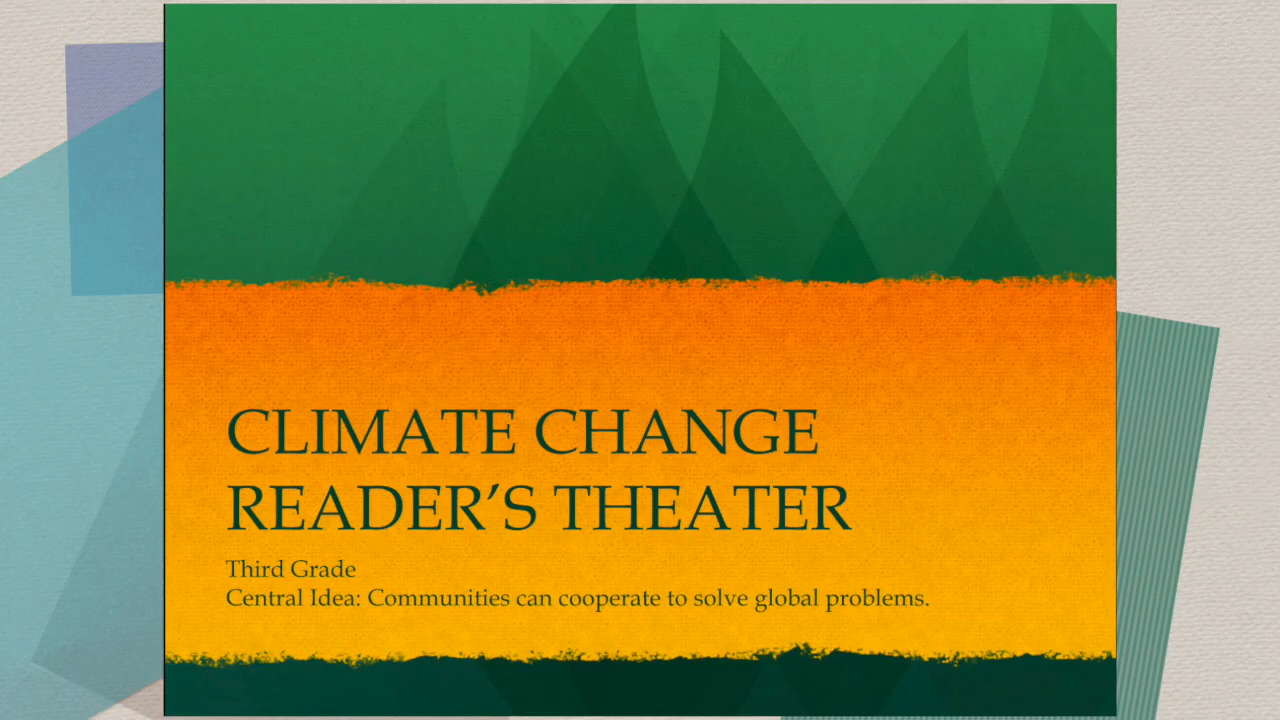 CLIMATE CHANGE
READER’S THEATER
Third Grade
Central Idea: Communities can cooperate to solve global problems.